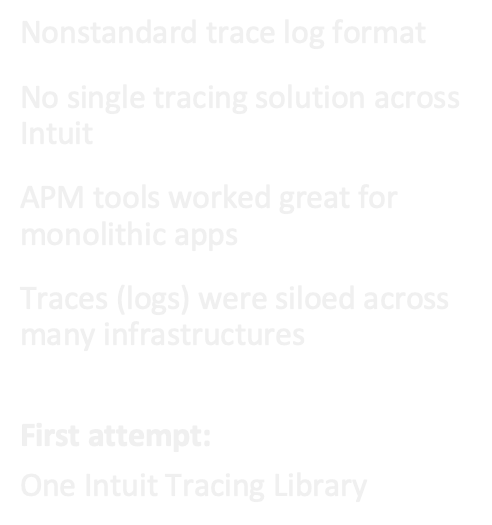 Nonstandard trace log format
No single tracing solution across
Intuit
APM tools worked great for
monolithic apps
Traces (logs) were siloed across
many infrastructures
First attempt:
One Intuit Tracing Library